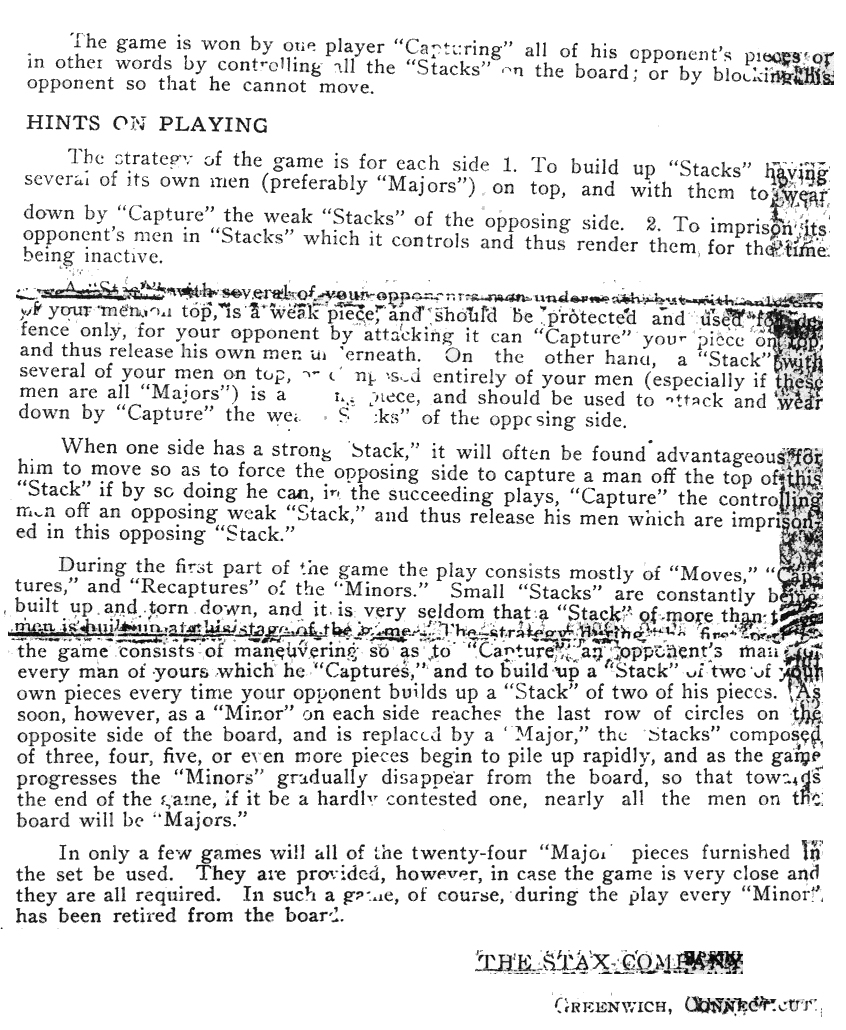 The game is won by one player "Capturing" all of his opponent's pieces or
in other words by controlling all the "Stacks" on the board; or by blocking his
opponent so that he cannot move.
HINTS ON PLAYING
The strategy of the game is for each side 1. To build up "Stacks" having
several of its own men (preferably "Majors") on top, and with them to wear
down by "Capture" the weak "Stacks" of the opposing side. 2. To imprison its
opponent's men in "Stacks" which it controls and thus render them for the time
being inactive.
A "Stack" with several of your opponent's men underneath but with only
of your men on top, is a weak piece, and should be protected and used for de-
fence only, for your opponent by attacking it can "Capture" your piece on top,
and thus release his own men underneath. On the other hand, a "Stack" with
several of your men on top, or composed entirely of your men (especially if these
men are all "Majors") is a piece, and should be used to attack and wear
down by "Capture" the weak "Stacks" of the opposing side.
When one side has a strong "Stack," it will often be found advantageous for
him to move so as to force the opposing side to capture a man off the top of this
"Stack" if by so doing he can, in the succeeding plays, "Capture" the controlling
men off an opposing weak "Stack," and thus release his men which are imprison-
ed in this opposing "Stack."
During the first part of the game the play consists mostly of "Moves," "Cap-
tures," and "Recaptures" of the "Minors." Small "Stacks" are constantly being
built up and torn down, and it is very seldom that a "Stack" of more than
men is built up at this stage of the game. The strategy during the first part of
the game consists of maneuvering so as to "Capture" an opponent's man for
every man of yours which he "Captures," and to build up a "Stack" of two of your
own pieces every time your opponent builds up a "Stack" of two of his pieces. As
soon, however, as a "Minor" on each side reaches the last row of circles on the
opposite side of the board, and is replaced by a "Major," the "Stacks" composed
of three, four, five, or even more pieces begin to pile up rapidly, and as the game
progresses the "Minors" gradually disappear from the board, so that towards
the end of the game, if it be a hardly contested one, nearly all the men on the
board will be "Majors."
In only a few games will all of the twenty-four "Major" pieces furnished in
the set be used. They are provided, however, in case the game is very close and
they are all required. In such a game, of course, during the play every "Minor"
has been retired from the board.
THE STAX COMPANY
GREENWICH, CONNECTICUT